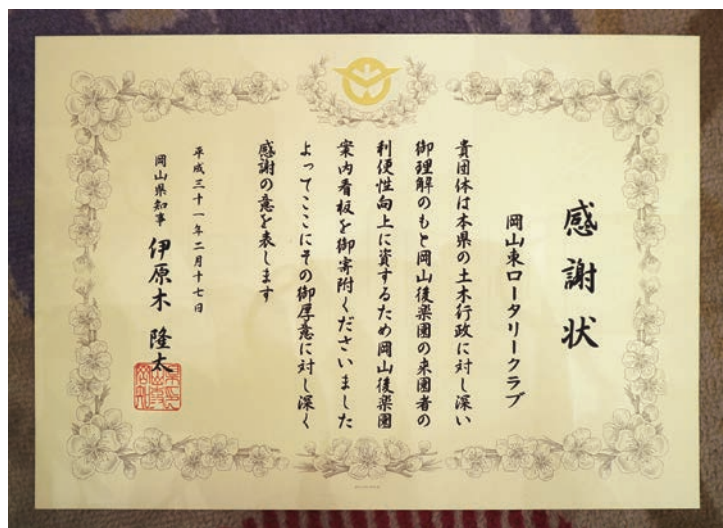 感謝状
岡山東ロータリークラブ
貴団体は本県の土木行政に対し深い
御理解のもと岡山後楽園の来園者の
利便性向上に資するため岡山後楽園
案内看板を御寄附くださいました
よってここにその御厚意に対し深く
感謝の意を表します
平成三十一年二月十七日
岡山県知事 伊原木 隆太